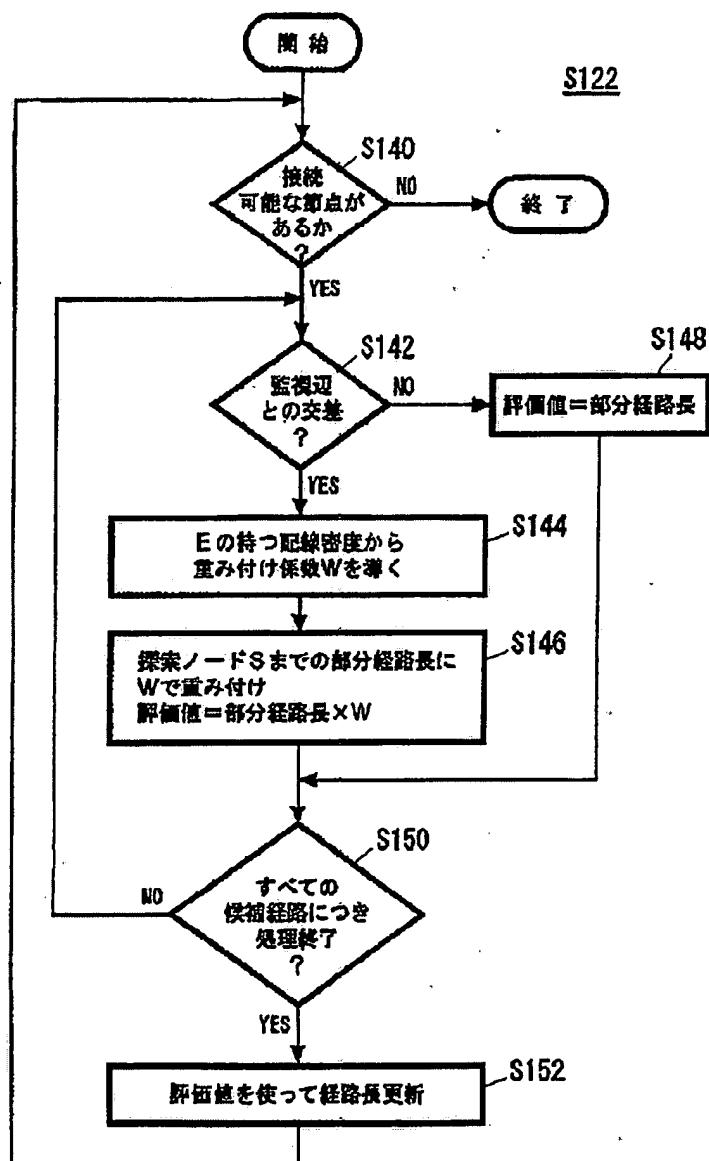 開 始
S122
S140
接続
可能な節点が
あるか
?
NO
終 了
YES
S142
監視辺
との交差
?
NO
S148
評価値=部分経路長
YES
S144
Eの持つ配線密度から
重み付け係数Wを導く
S146
探索ノードSまでの部分経路長に
Wで重み付け
評価値=部分経路長×W
S150
すべての
候補経路につき
処理終了
?
NO
YES
S152
評価値を使って経路長更新